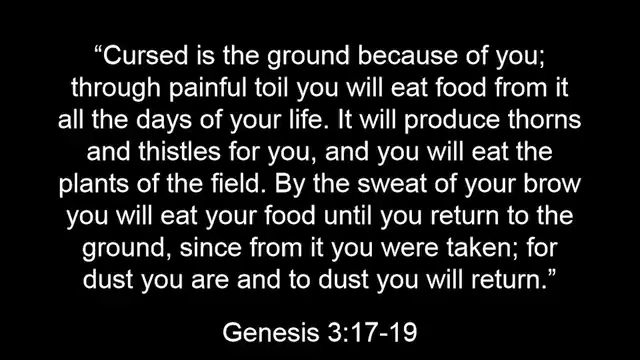 “Cursed is the ground because of you;
through painful toil you will eat food from it
all the days of your life. It will produce thorns
and thistles for you, and you will eat the
plants of the field. By the sweat of your brow
you will eat your food until you return to the
ground, since from it you were taken; for
dust you are and to dust you will return.”
Genesis 3:17-19